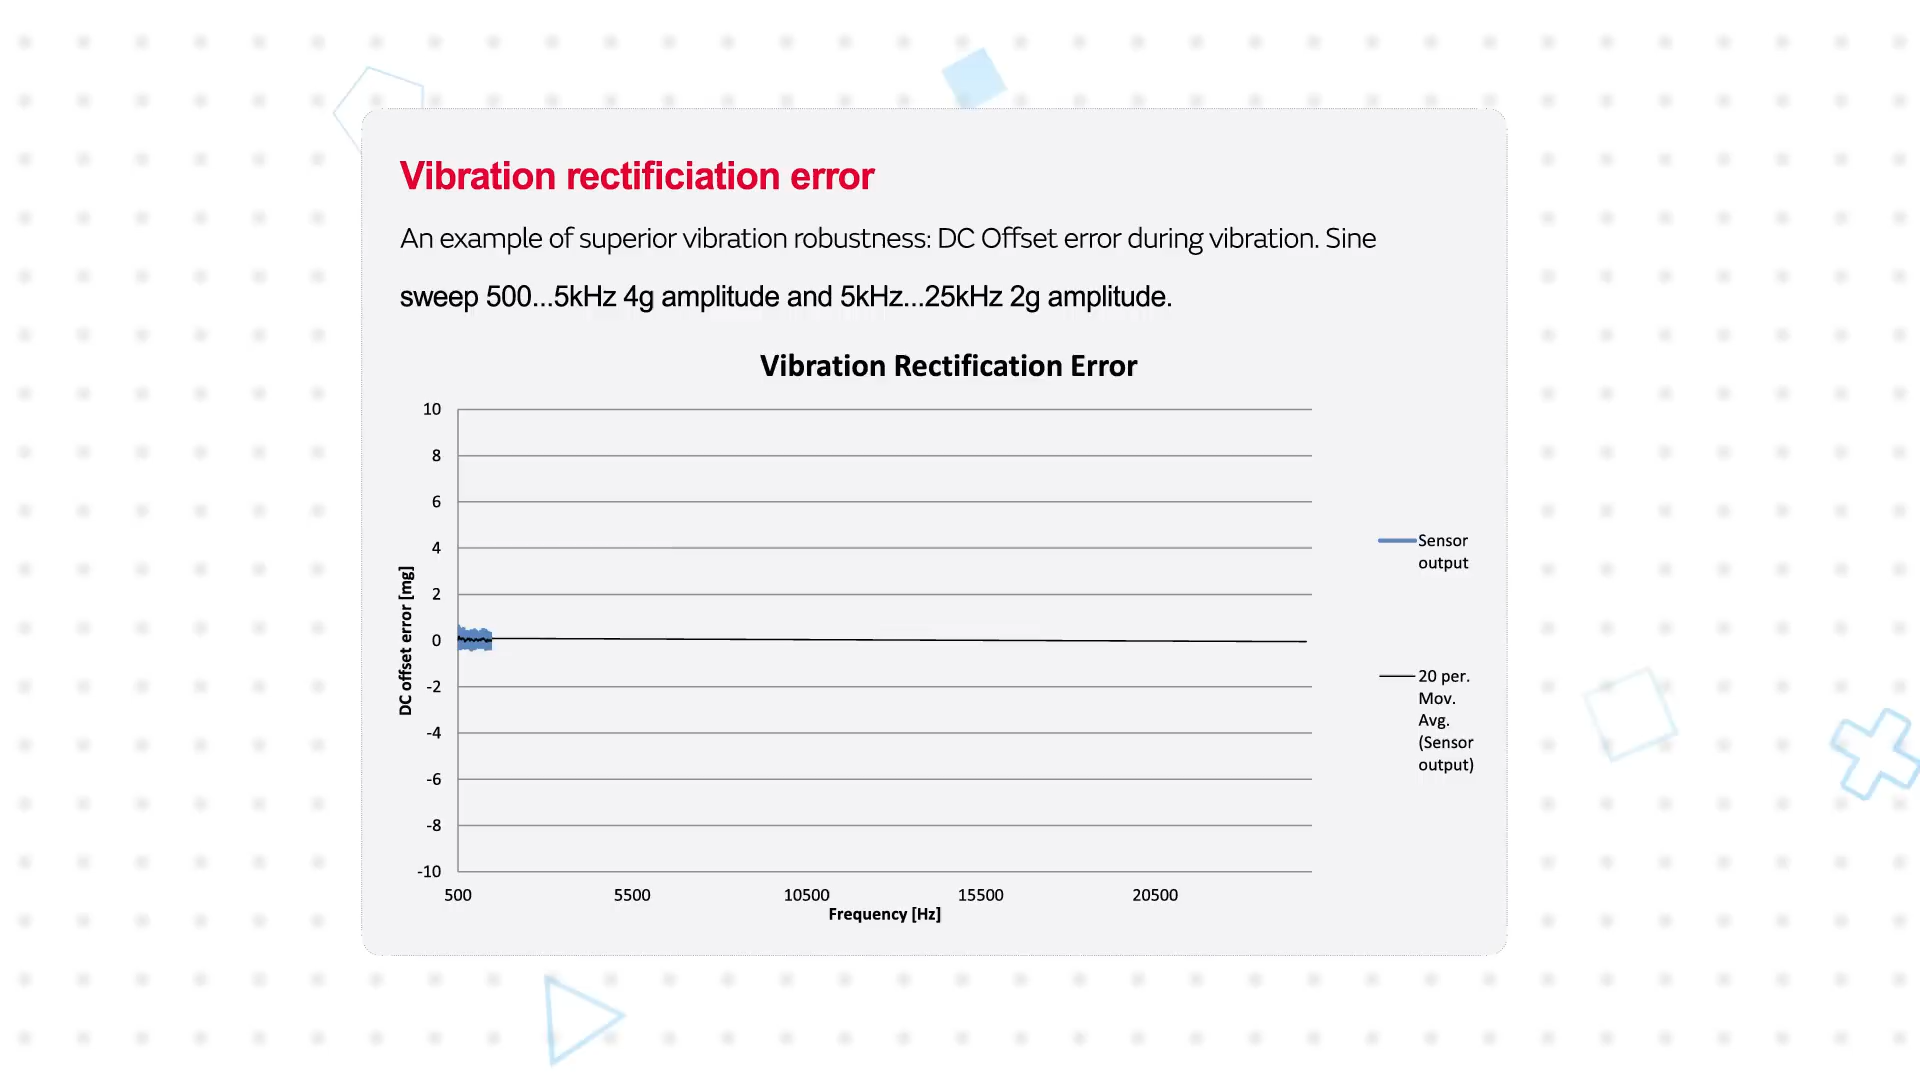 Vibration rectificiation error
An example of superior vibration robustness: DC Offset error during vibration. Sine
sweep 500...5kHz 4g amplitude and 5kHz...25kHz 2g amplitude.
Vibration Rectification Error
10
8
6
4
2
0
-2
-4
-6
-8
-10
DC offset error [mg]
500 5500 10500 15500 20500
Frequency [Hz]
Sensor
output
20 per.
Mov.
Avg.
(Sensor
output)